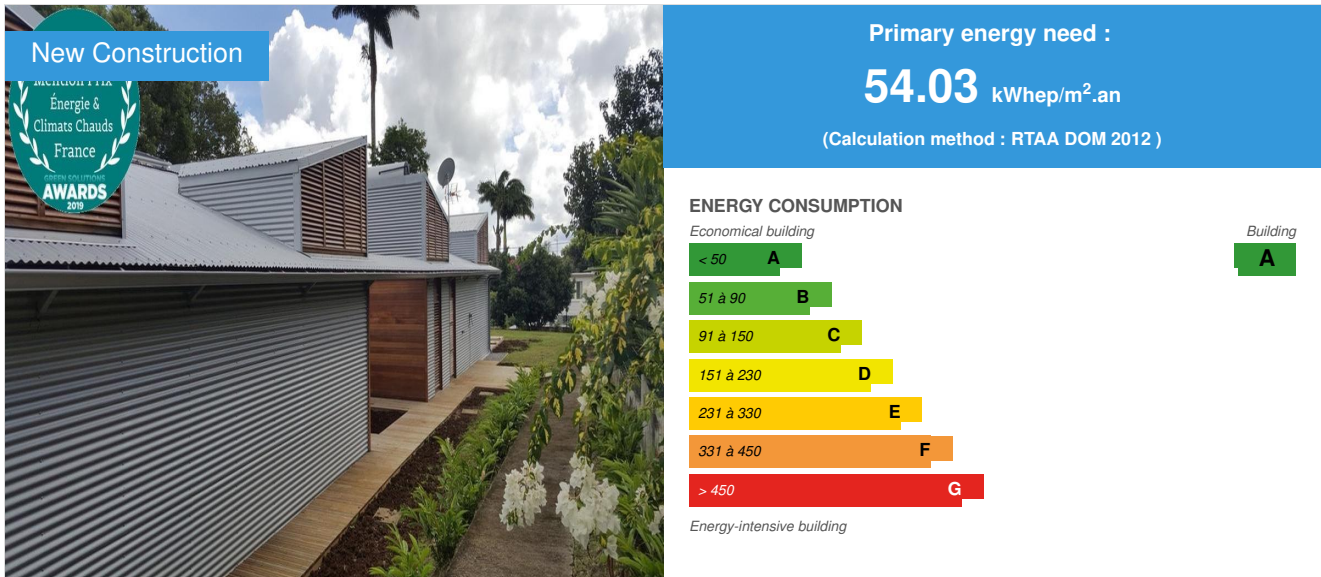 New Construction
Mention Prix
Énergie &
Climats Chauds
France
GREEN SOLUTIONS
AWARDS
2019
Primary energy need :
54.03 kWhep/m².an
(Calculation method : RTAA DOM 2012 )
ENERGY CONSUMPTION
Economical building
Building
< 50 A
A
51 à 90 B
91 à 150 C
151 à 230 D
231 à 330 E
331 à 450 F
> 450 G
Energy-intensive building